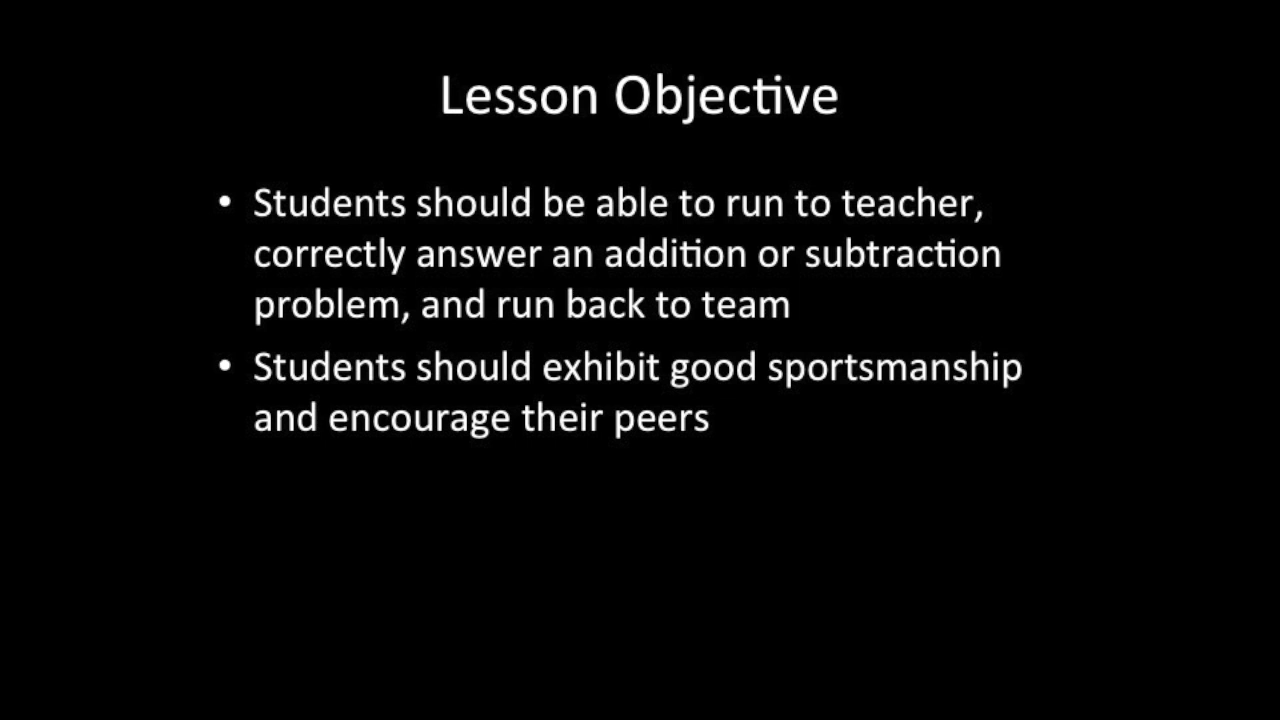 Lesson Objective
• Students should be able to run to teacher,
correctly answer an addition or subtraction
problem, and run back to team
• Students should exhibit good sportsmanship
and encourage their peers